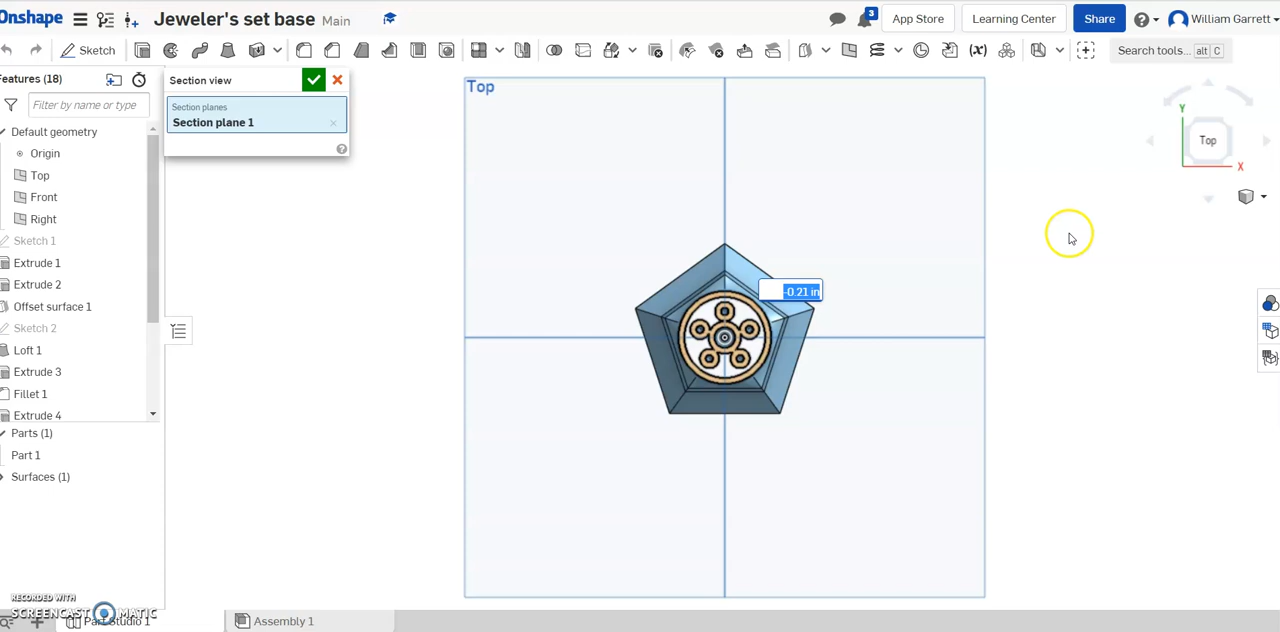 Onshape Jeweler's set base Main 3 App Store Learning Center Share William Garrett
Sketch Search tools... alt C
Features (18)
Filter by name or type
Default geometry
Origin
Top
Front
Right
Sketch 1
Extrude 1
Extrude 2
Offset surface 1
Sketch 2
Loft 1
Extrude 3
Fillet 1
Extrude 4
Parts (1)
Part 1
Surfaces (1)
Section view
Section planes
Section plane 1
Top
-0.21 in
Y
Top
X
RECORDED WITH
SCREENCAST MATIC
Part Studio 1 Assembly 1